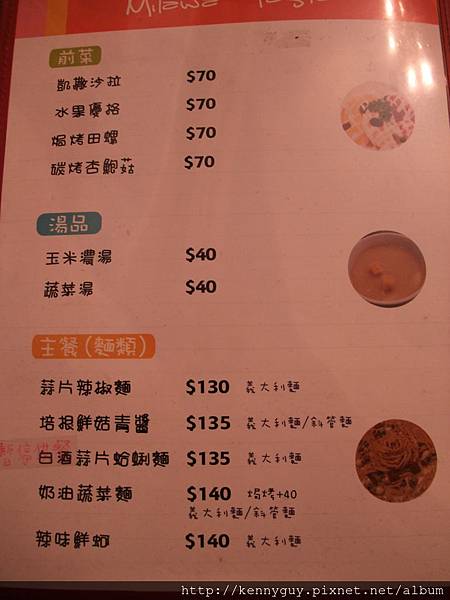 Milawa
前菜
凱撒沙拉 $70
水果優格 $70
焗烤田螺 $70
碳烤杏鮑菇 $70
湯品
玉米濃湯 $40
蔬菜湯 $40
主餐(麵類)
蒜片辣椒麵 $130 義大利麵
培根鮮菇青醬 $135 義大利麵/斜管麵
白酒蒜片蛤蜊麵 $135 義大利麵
奶油蔬菜麵 $140 焗烤+40
義大利麵/斜管麵
辣味鮮蚵 $140 義大利麵
http://kennyguy.pixnet.net/album